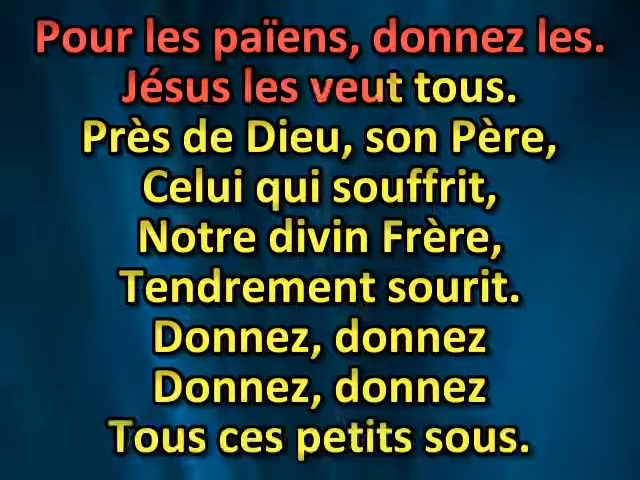 Pour les païens, donnez les.
Jésus les veut tous.
Près de Dieu, son Père,
Celui qui souffrit,
Notre divin Frère,
Tendrement sourit.
Donnez, donnez
Donnez, donnez
Tous ces petits sous.